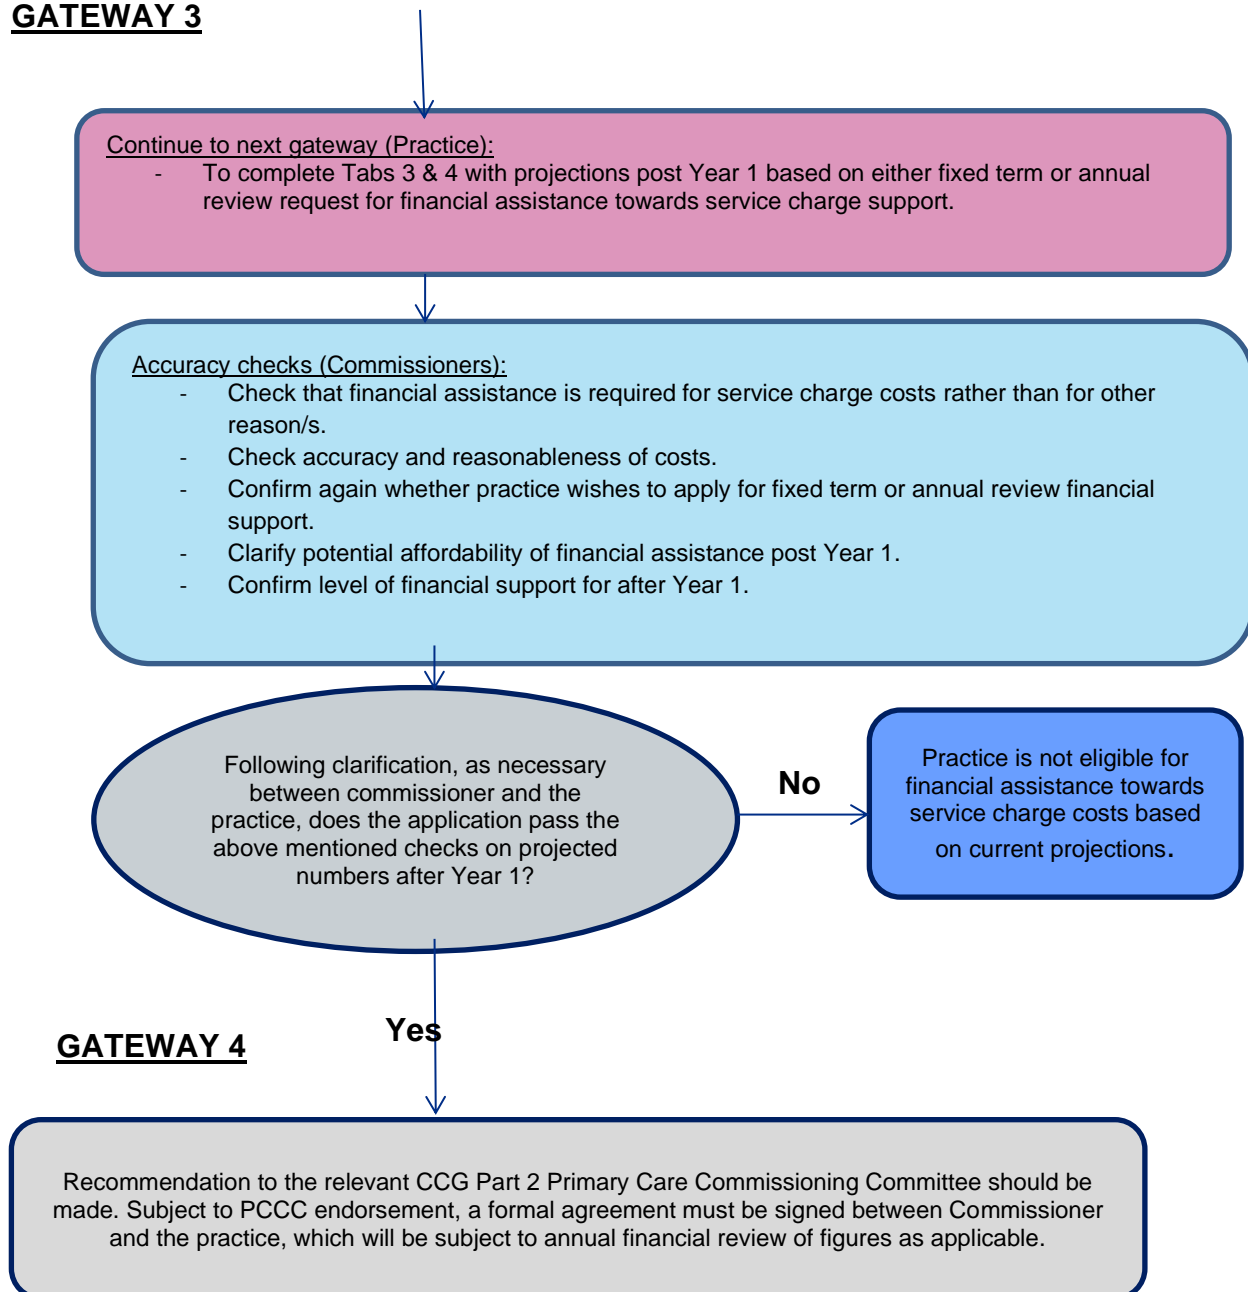 GATEWAY 3
Continue to next gateway (Practice):
- To complete Tabs 3 & 4 with projections post Year 1 based on either fixed term or annual
review request for financial assistance towards service charge support.
Accuracy checks (Commissioners):
- Check that financial assistance is required for service charge costs rather than for other
reason/s.
- Check accuracy and reasonableness of costs.
- Confirm again whether practice wishes to apply for fixed term or annual review financial
support.
- Clarify potential affordability of financial assistance post Year 1.
- Confirm level of financial support for after Year 1.
Following clarification, as necessary
between commissioner and the
practice, does the application pass the
above mentioned checks on projected
numbers after Year 1?
No
Practice is not eligible for
financial assistance towards
service charge costs based
on current projections.
Yes
GATEWAY 4
Recommendation to the relevant CCG Part 2 Primary Care Commissioning Committee should be
made. Subject to PCCC endorsement, a formal agreement must be signed between Commissioner
and the practice, which will be subject to annual financial review of figures as applicable.